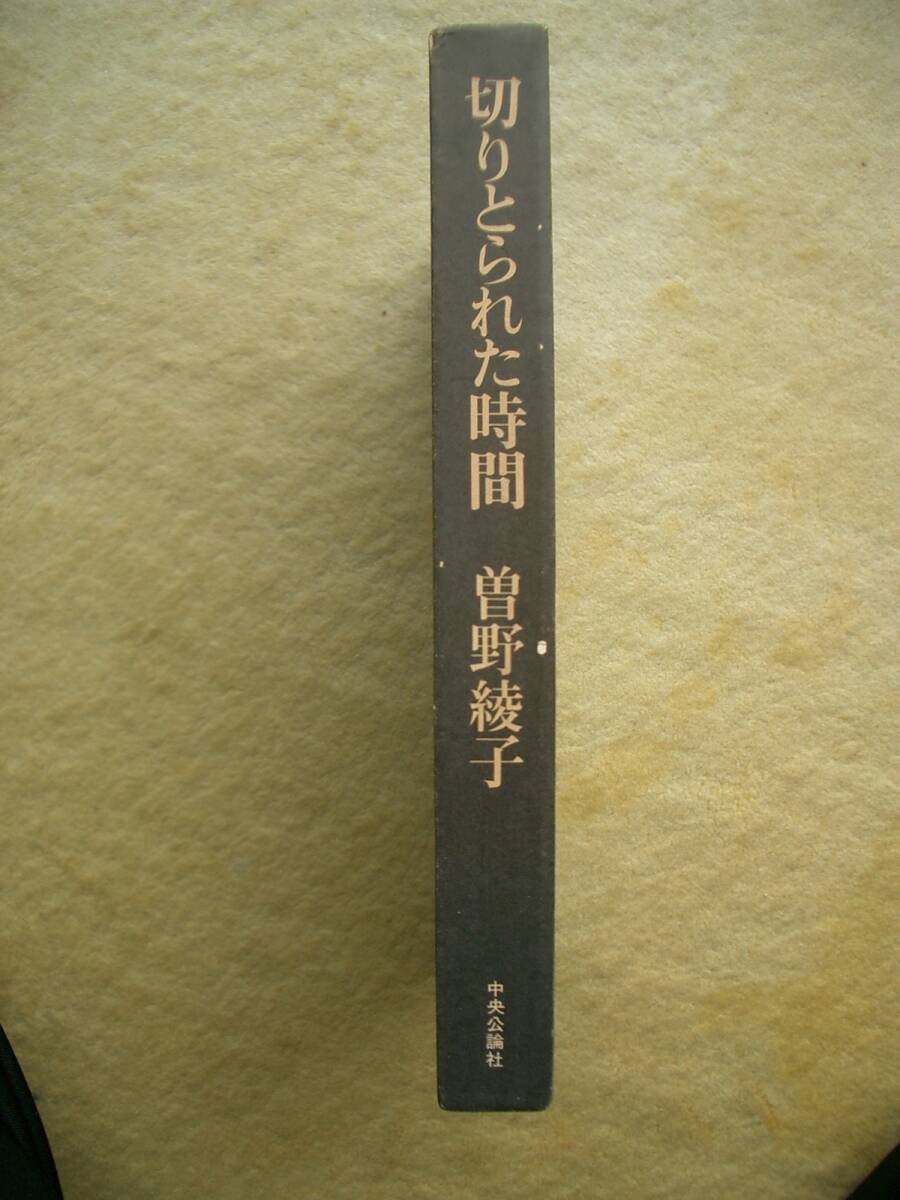 切りとられた時間
曽野綾子
中央公論社